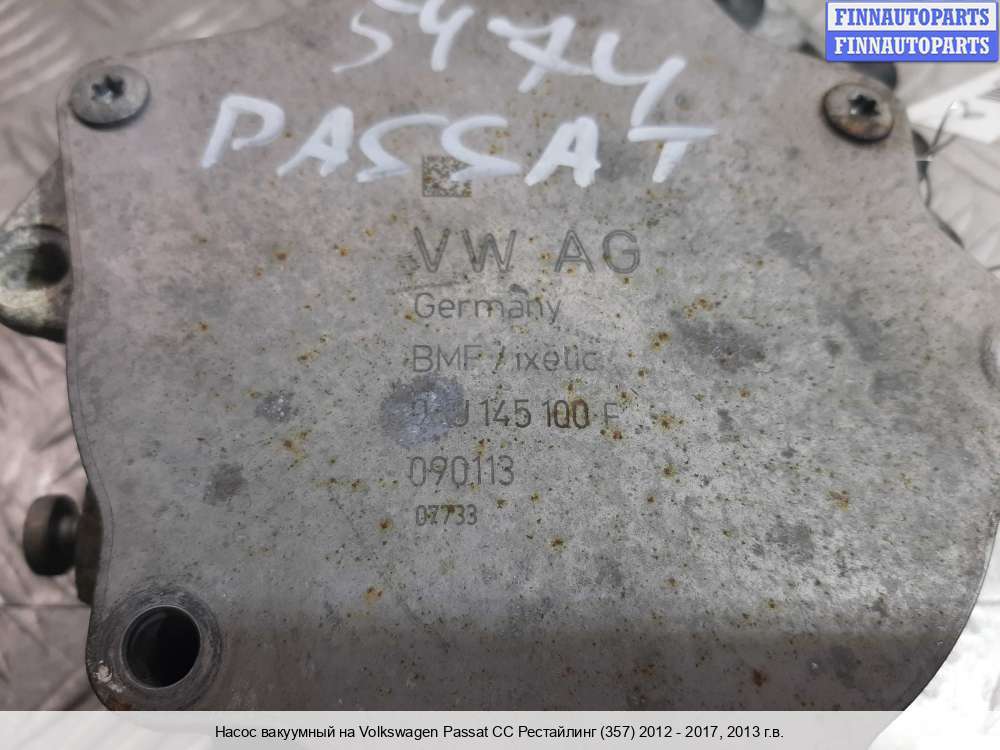 FINNAUTOPARTS
FINNAUTOPARTS
5474
PASSAT
VW AG
Germany
BMF / ixetic
J 145 100 F
090113
07733
Насос вакуумный на Volkswagen Passat CC Рестайлинг (357) 2012 - 2017, 2013 г.в.